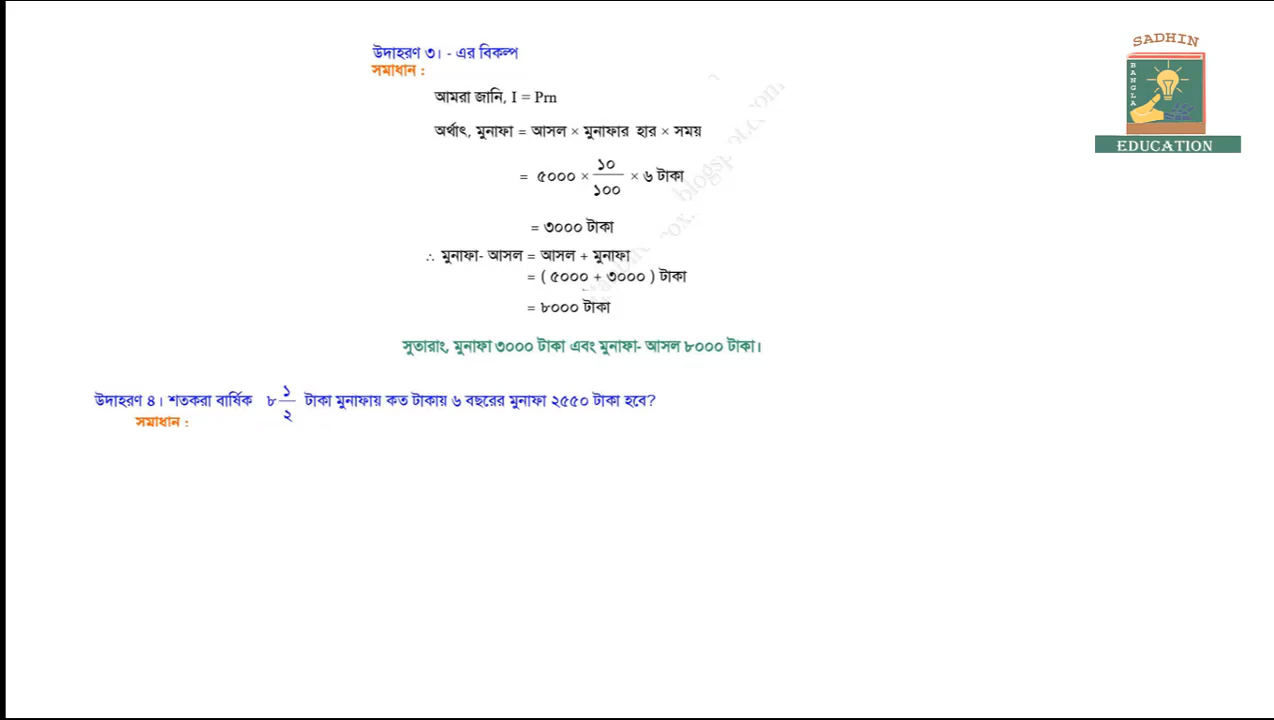 উদাহরণ ৩। - এর বিকল্প
সমাধান :
আমরা জানি, I = Prn
অর্থাৎ, মুনাফা = আসল × মুনাফার হার × সময়
= ৫০০০ × ১০/১০০ × ৬ টাকা
= ৩০০০ টাকা
∴ মুনাফা- আসল = আসল + মুনাফা
= ( ৫০০০ + ৩০০০ ) টাকা
= ৮০০০ টাকা
সুতারাং, মুনাফা ৩০০০ টাকা এবং মুনাফা- আসল ৮০০০ টাকা।
উদাহরণ ৪। শতকরা বার্ষিক ৮ ১/২ টাকা মুনাফায় কত টাকায় ৬ বছরের মুনাফা ২৫৫০ টাকা হবে?
সমাধান :
SADHIN
BANGLA
EDUCATION